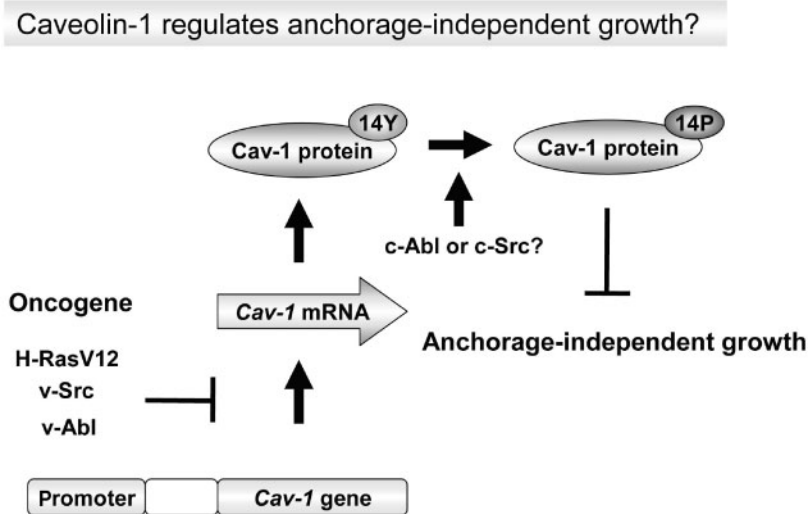 Caveolin-1 regulates anchorage-independent growth?
14Y
Cav-1 protein
14P
Cav-1 protein
c-Abl or c-Src?
Oncogene
Cav-1 mRNA
H-RasV12
v-Src
v-Abl
Anchorage-independent growth
Promoter
Cav-1 gene